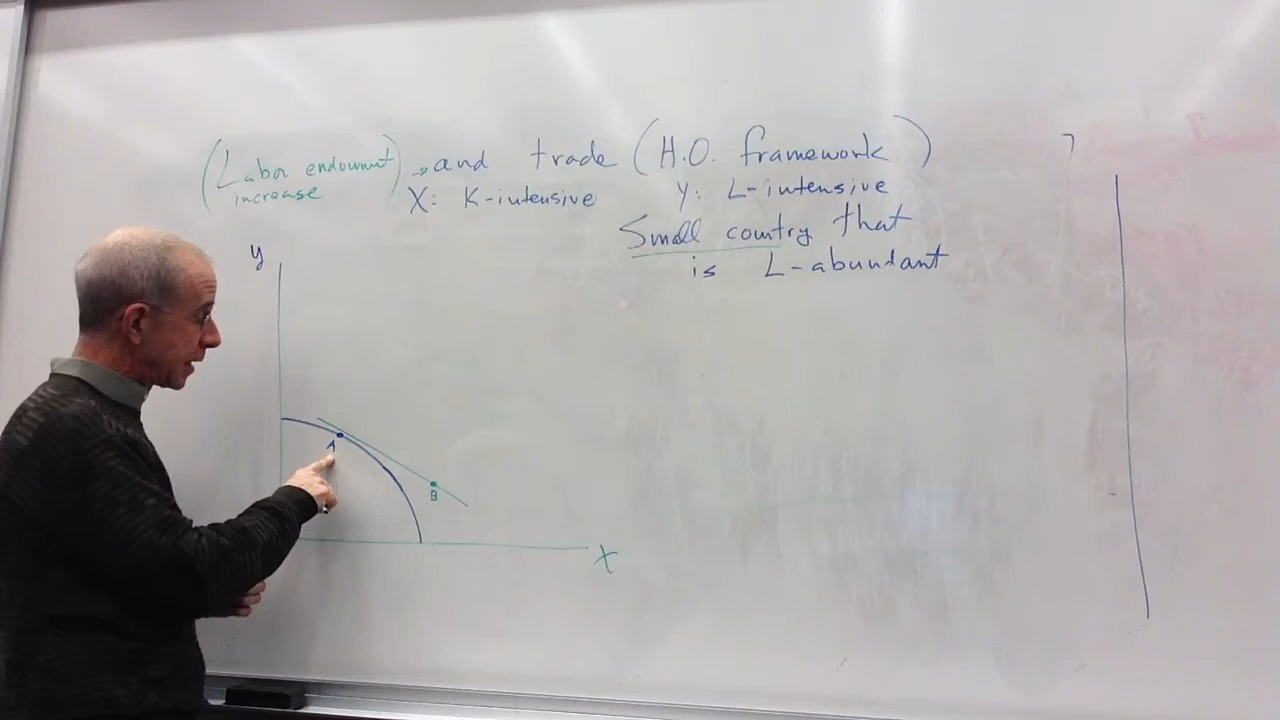 (Labor endowment increase) → and trade (H.O. framework)
X: K-intensive Y: L-intensive
Small country that
is L-abundant
y
A
B
X